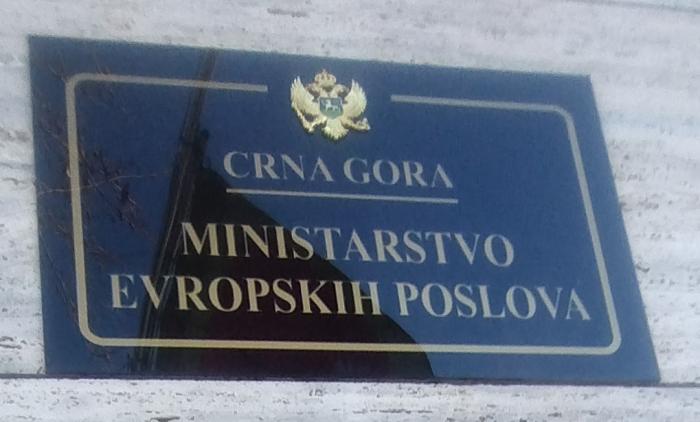 CRNA GORA
MINISTARSTVO
EVROPSKIH POSLOVA